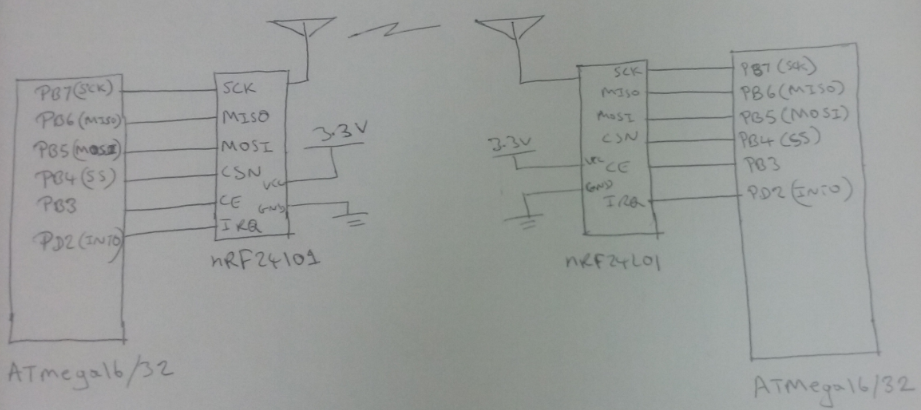 PB7(SCK)
PB6(MISO)
PB5(MOSI)
PB4(SS)
PB3
PD2(INT0)
ATmega16/32
SCK
MISO
MOSI
CSN
VCC
CE
GND
IRQ
nRF24L01
3.3V
3.3V
SCK
MISO
MOSI
CSN
VCC
CE
GND
IRQ
nRF24L01
PB7(SCK)
PB6(MISO)
PB5(MOSI)
PB4(SS)
PB3
PD2(INT0)
ATMega16/32